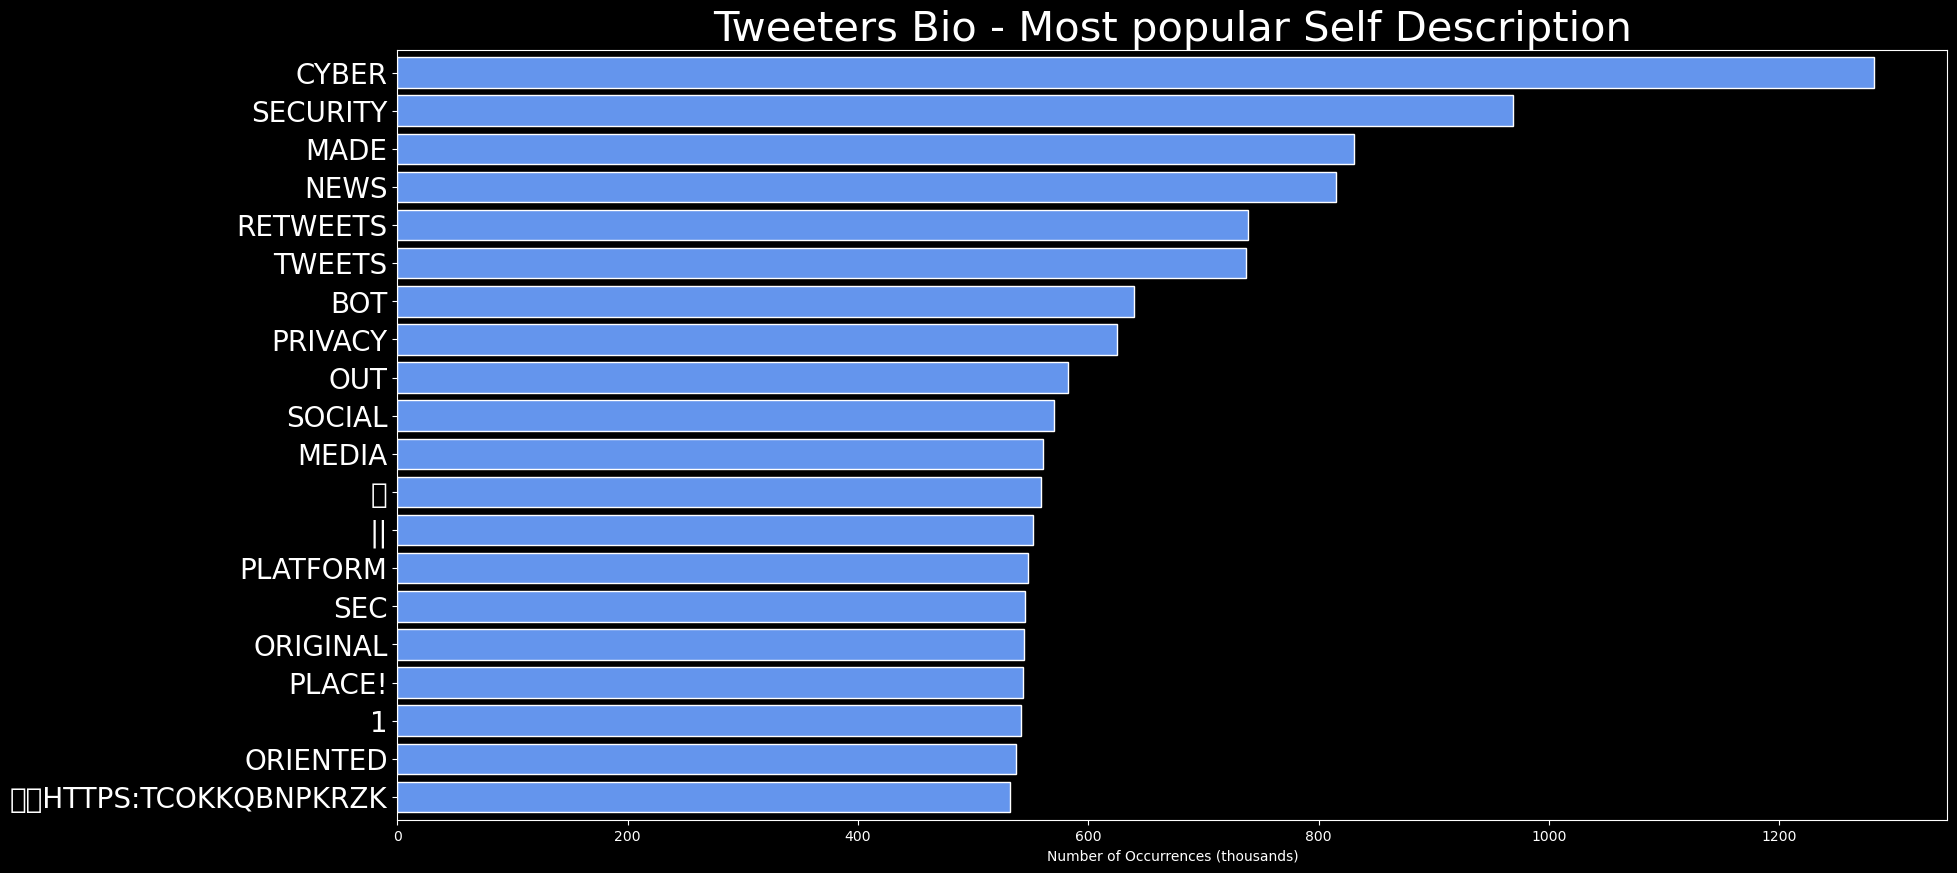 Tweeters Bio - Most popular Self Description
CYBER
SECURITY
MADE
NEWS
RETWEETS
TWEETS
BOT
PRIVACY
OUT
SOCIAL
MEDIA
||
PLATFORM
SEC
ORIGINAL
PLACE!
1
ORIENTED
HTTPS:TCOKKQBNPKRZK
0 200 400 600 800 1000 1200
Number of Occurrences (thousands)